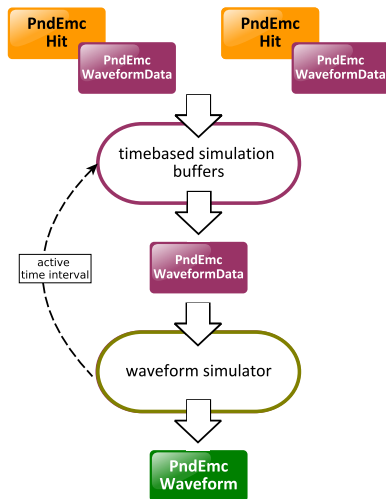 PndEmc
Hit
PndEmc
WaveformData
PndEmc
Hit
PndEmc
WaveformData
timebased simulation
buffers
PndEmc
WaveformData
active
time interval
waveform simulator
PndEmc
Waveform